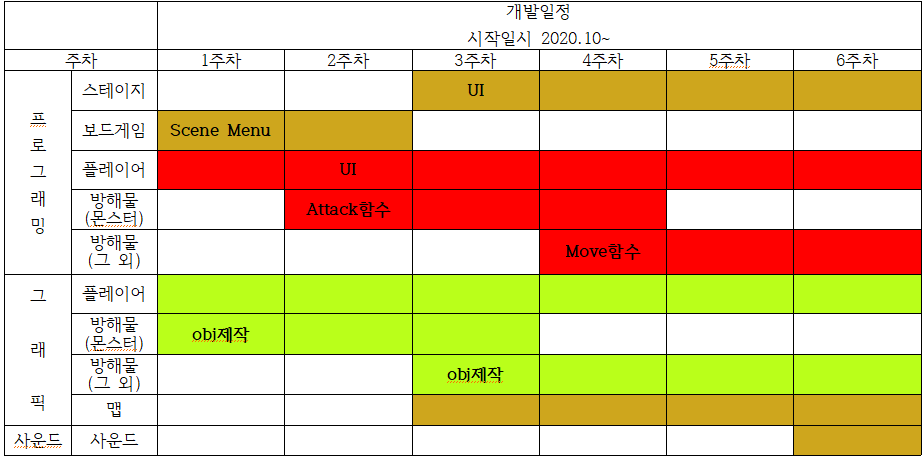 개발일정
시작일시 2020.10~
주차 1주차 2주차 3주차 4주차 5주차 6주차
프로그래밍
스테이지 UI
보드게임 Scene Menu
플레이어 UI
방해물
(몬스터) Attack함수
방해물
(그 외) Move함수
그래픽
플레이어
방해물
(몬스터) obj제작
방해물
(그 외) obj제작
맵
사운드 사운드